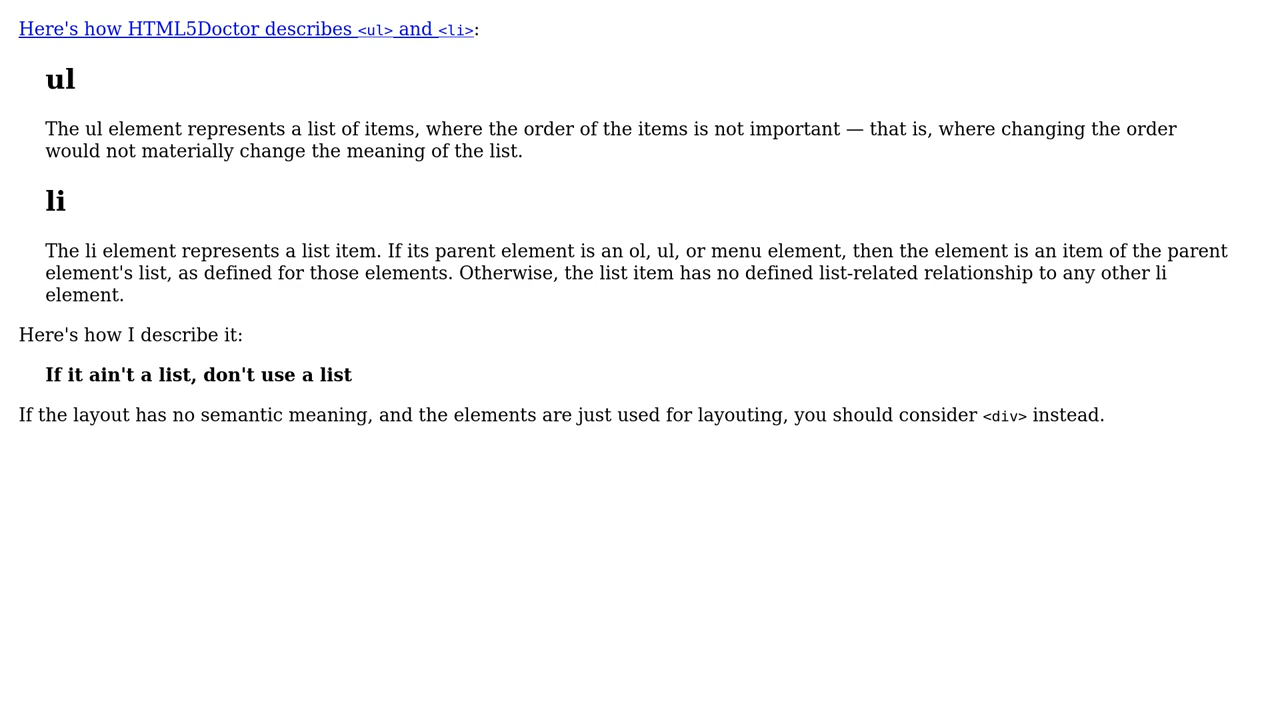 Here's how HTML5Doctor describes <ul> and <li>:
ul
The ul element represents a list of items, where the order of the items is not important — that is, where changing the order
would not materially change the meaning of the list.
li
The li element represents a list item. If its parent element is an ol, ul, or menu element, then the element is an item of the parent
element's list, as defined for those elements. Otherwise, the list item has no defined list-related relationship to any other li
element.
Here's how I describe it:
If it ain't a list, don't use a list
If the layout has no semantic meaning, and the elements are just used for layouting, you should consider <div> instead.